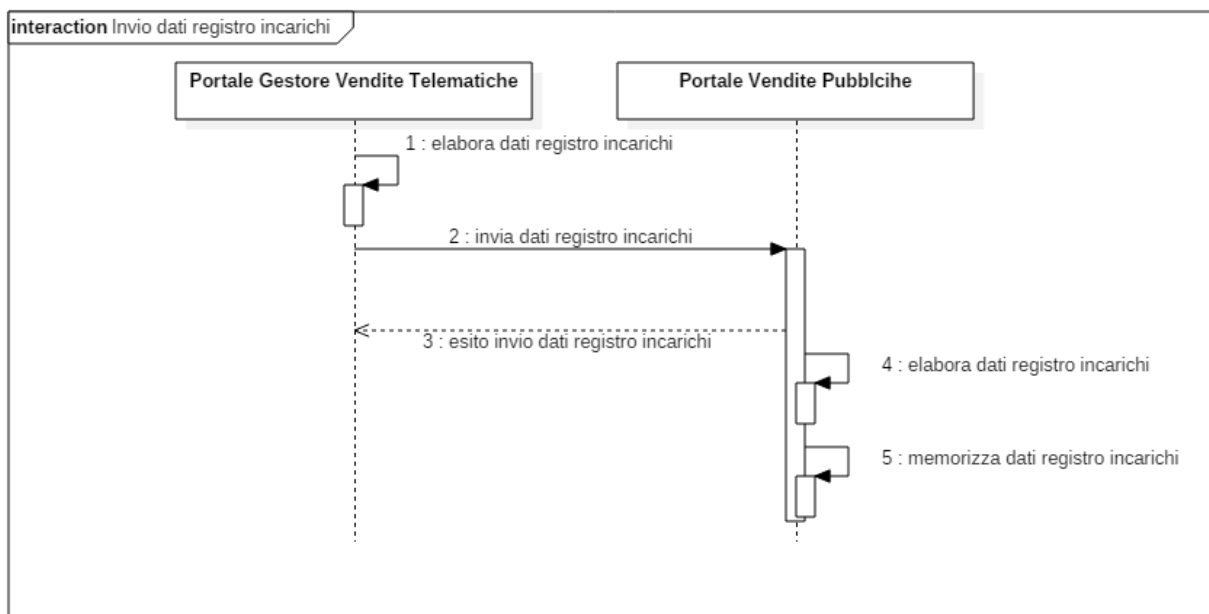 interaction Invio dati registro incarichi
Portale Gestore Vendite Telematiche
Portale Vendite Pubblcihe
1 : elabora dati registro incarichi
2 : invia dati registro incarichi
3 : esito invio dati registro incarichi
4 : elabora dati registro incarichi
5 : memorizza dati registro incarichi